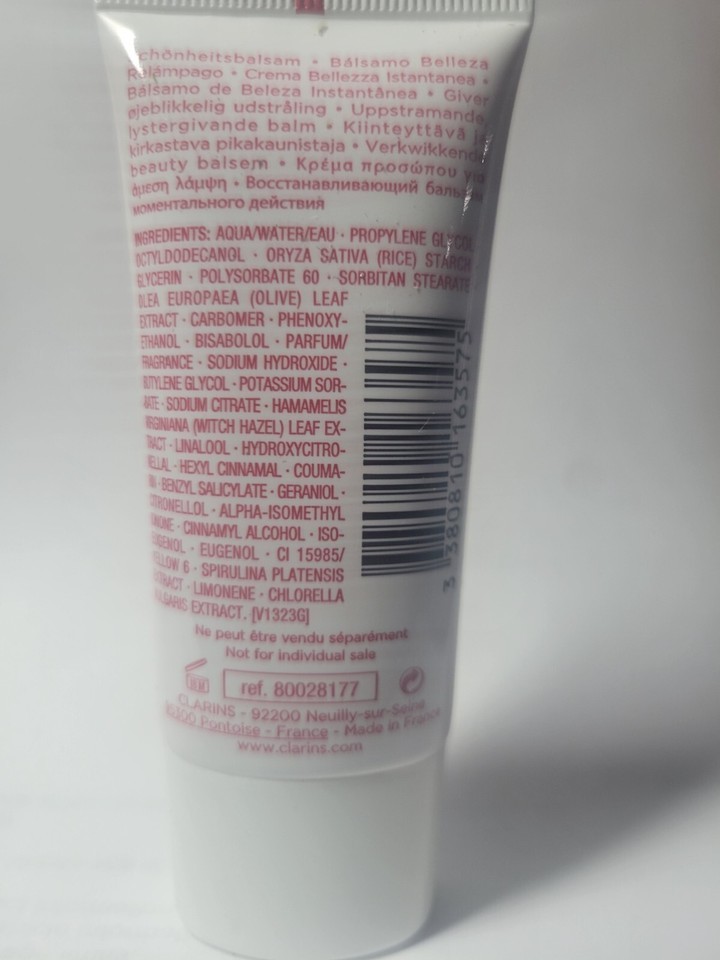 chönheitsbalsam • Bálsamo Belleza
Relámpago • Crema Bellezza Istantanea •
Bálsamo de Beleza Instantânea • Giver
øjeblikkelig udstråling • Uppstramande
lystergivande balm • Kiinteyttävä
kirkastava pikakaunistaja • Verkwikkende
beauty balsem • Κρέμα προσώπου για
άμεση λάμψη • Восстанавливающий
моментального действия
INGREDIENTS: AQUA/WATER/EAU · PROPYLENE GLYCOL
OCTYLDODECANOL · ORYZA SATIVA (RICE) STARCH
GLYCERIN · POLYSORBATE 60 · SORBITAN STEARATE
OLEA EUROPAEA (OLIVE) LEAF
EXTRACT · CARBOMER · PHENOXY-
ETHANOL · BISABOLOL · PARFUM/
FRAGRANCE · SODIUM HYDROXIDE ·
BUTYLENE GLYCOL · POTASSIUM SOR-
BATE · SODIUM CITRATE · HAMAMELIS
VIRGINIANA (WITCH HAZEL) LEAF EX-
TRACT · LINALOOL · HYDROXYCITRO-
NELLAL · HEXYL CINNAMAL · COUMA-
RIN · BENZYL SALICYLATE · GERANIOL ·
CITRONELLOL · ALPHA-ISOMETHYL
IONONE · CINNAMYL ALCOHOL · ISO-
EUGENOL · EUGENOL · CI 15985/
YELLOW 6 · SPIRULINA PLATENSIS
EXTRACT · LIMONENE · CHLORELLA
VULGARIS EXTRACT. [V1323G]
3 380810 163575
Ne peut être vendu séparément
Not for individual sale
ref. 80028177
CLARINS - 92200 Neuilly-sur-Seine
95300 Pontoise - France - Made in France
www.clarins.com